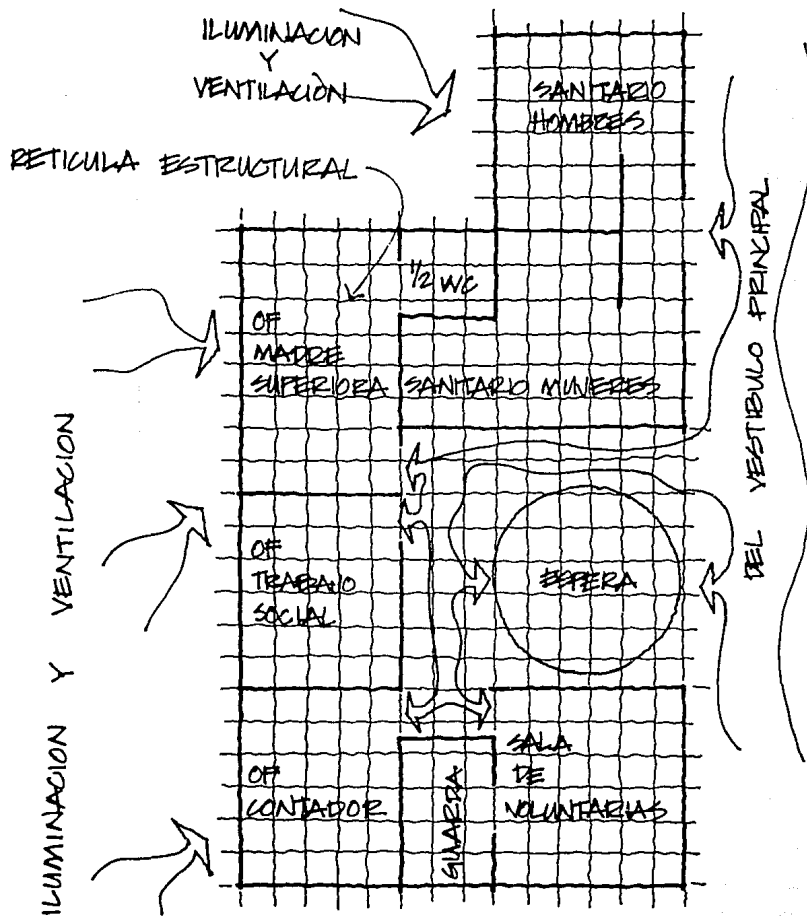 ILUMINACION
Y
VENTILACIÒN
SANITARIO
HOMBRES
RETICULA ESTRUCTURAL
1/2 WC
OF
MADRE
SUPERIORA
SANITARIO MUJERES
DEL VESTIBULO PRINCIPAL
ILUMINACION Y VENTILACION
OF
TRABAJO
SOCIAL
ESPERA
OF
CONTADOR
GUARDA
SALA
DE
VOLUNTARIAS